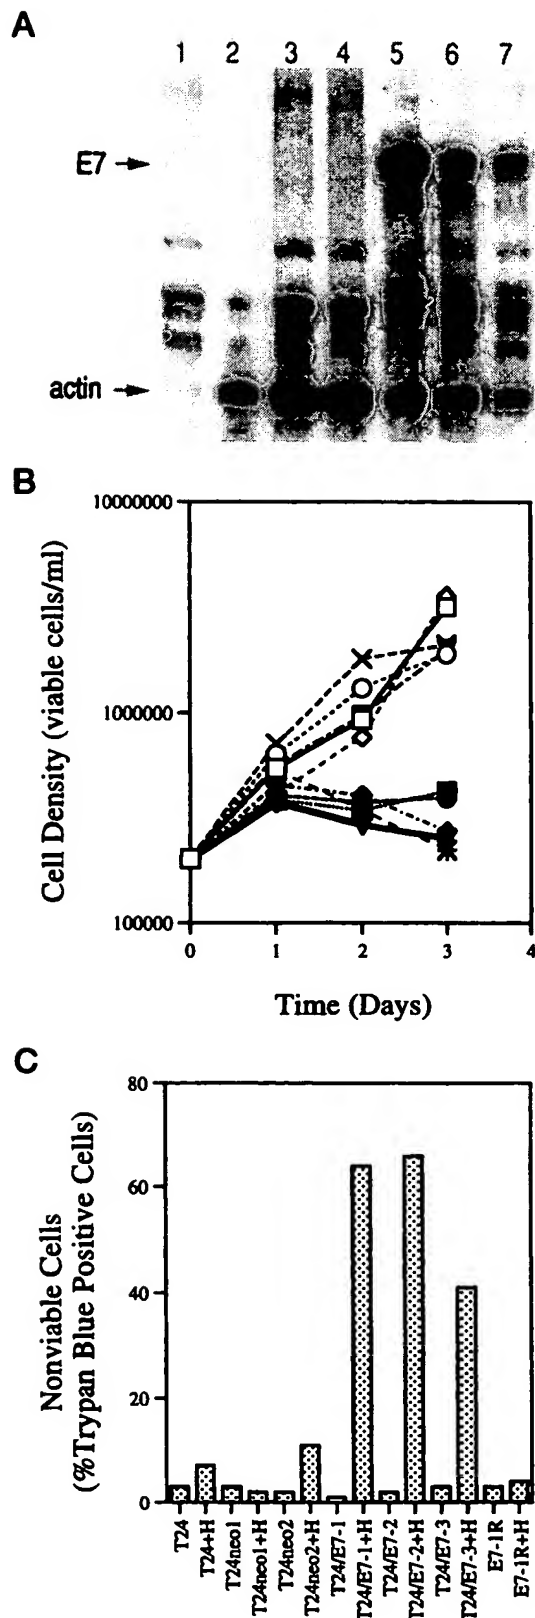 A
1 2 3 4 5 6 7
E7
actin
B
Cell Density (viable cells/ml)
10000000
1000000
100000
0 1 2 3 4
Time (Days)
C
Nonviable Cells
(%Trypan Blue Positive Cells)
80
60
40
20
0
T24
T24+H
T24neo1
T24neo1+H
T24neo2
T24neo2+H
T24/E7-1
T24/E7-1+H
T24/E7-2
T24/E7-2+H
T24/E7-3
T24/E7-3+H
E7-1R
E7-1R+H